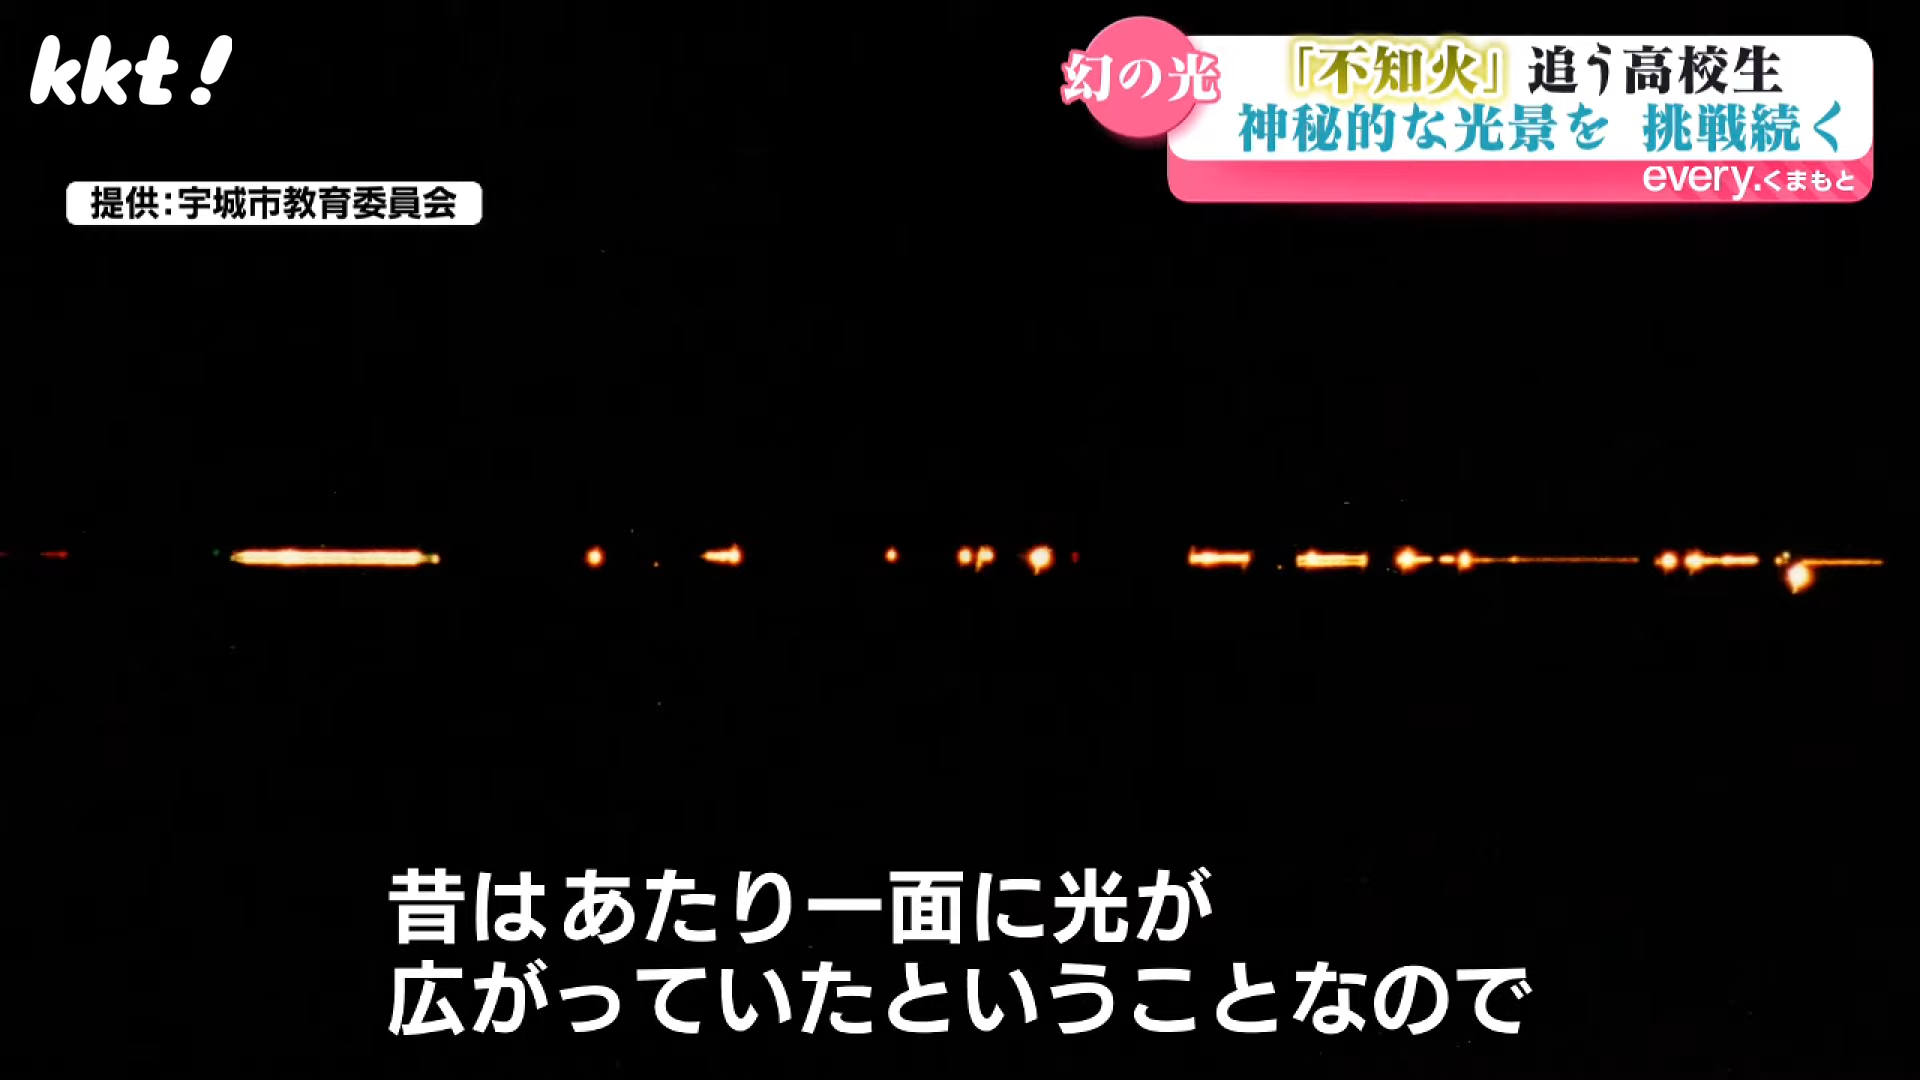 kkt!
幻の光
「不知火」追う高校生
神秘的な光景を 挑戦続く
every.くまもと
提供:宇城市教育委員会
昔はあたり一面に光が
広がっていたということなので